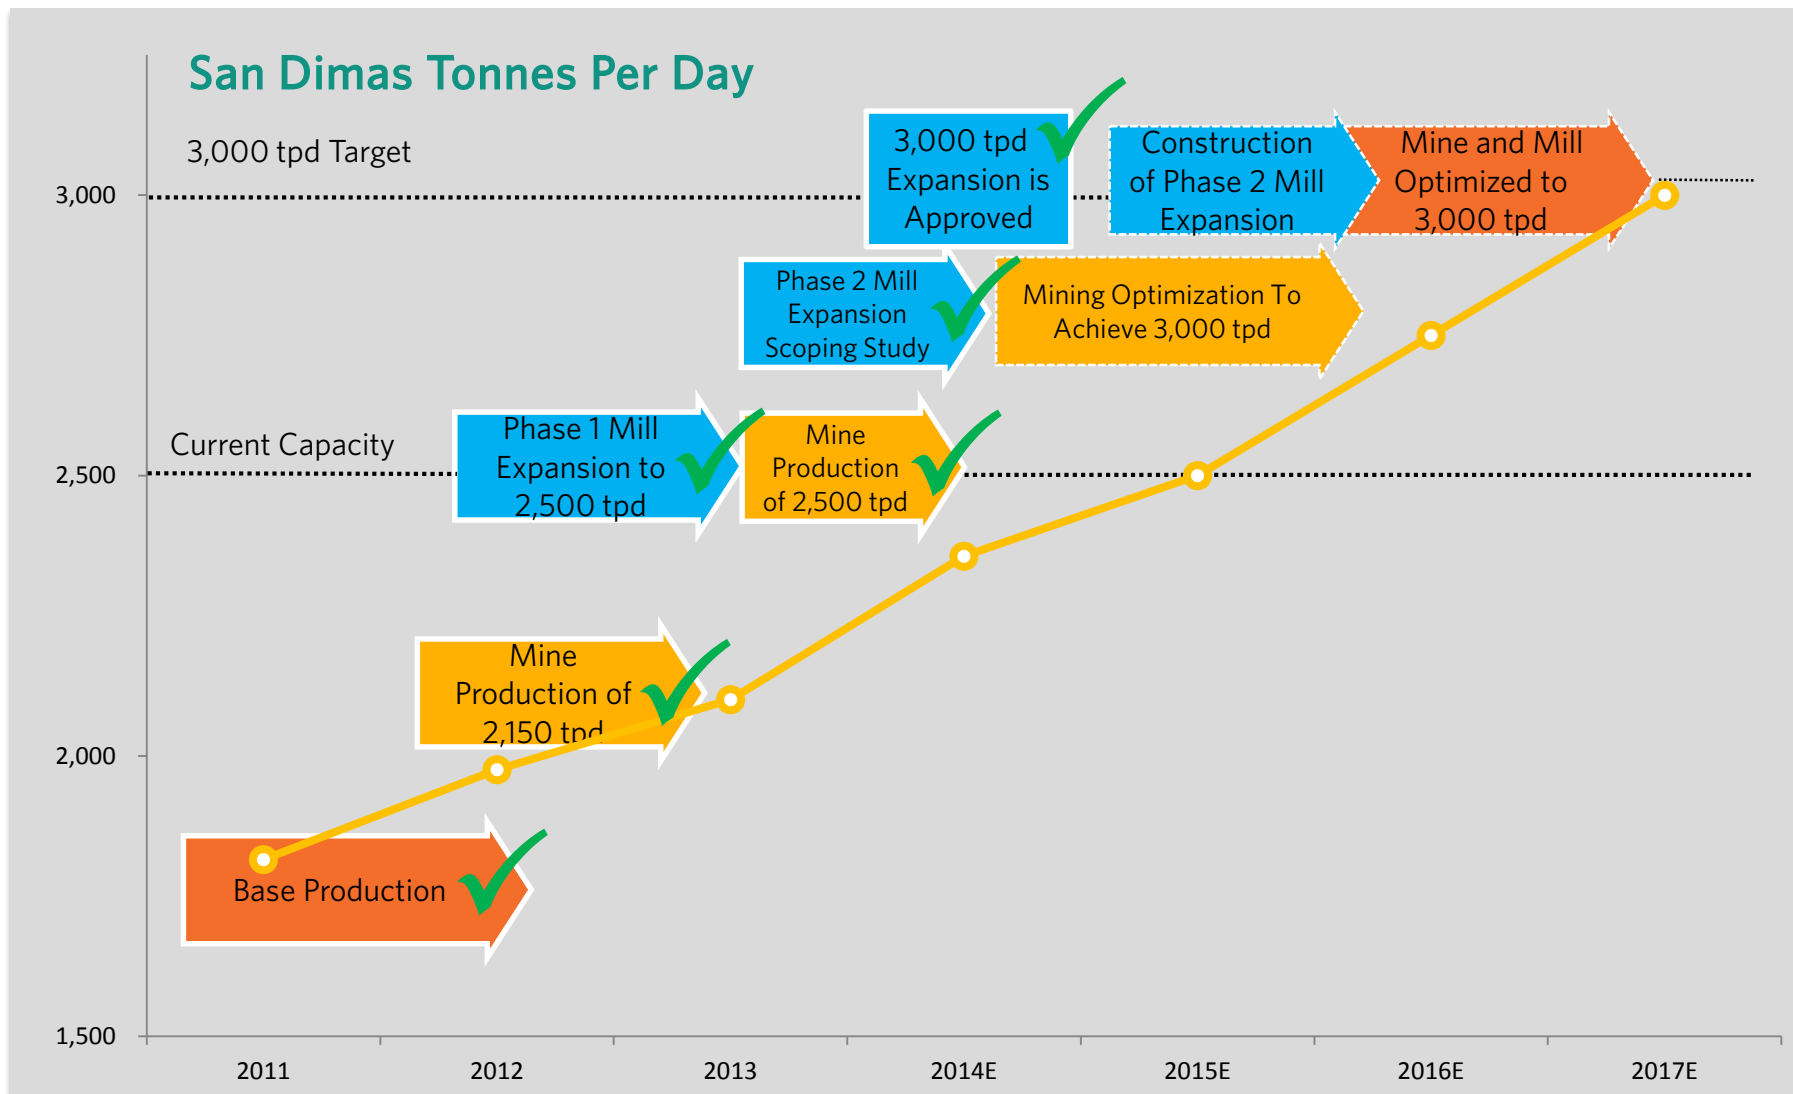 San Dimas Tonnes Per Day
3,000 tpd Target
3,000 tpd
Expansion is
Approved
Construction
of Phase 2 Mill
Expansion
Mine and Mill
Optimized to
3,000 tpd
3,000
Phase 2 Mill
Expansion
Scoping Study
Mining Optimization To
Achieve 3,000 tpd
Current Capacity
Phase 1 Mill
Expansion to
2,500 tpd
Mine
Production
of 2,500 tpd
2,500
Mine
Production of
2,150 tpd
2,000
Base Production
1,500
2011
2012
2013
2014E
2015E
2016E
2017E